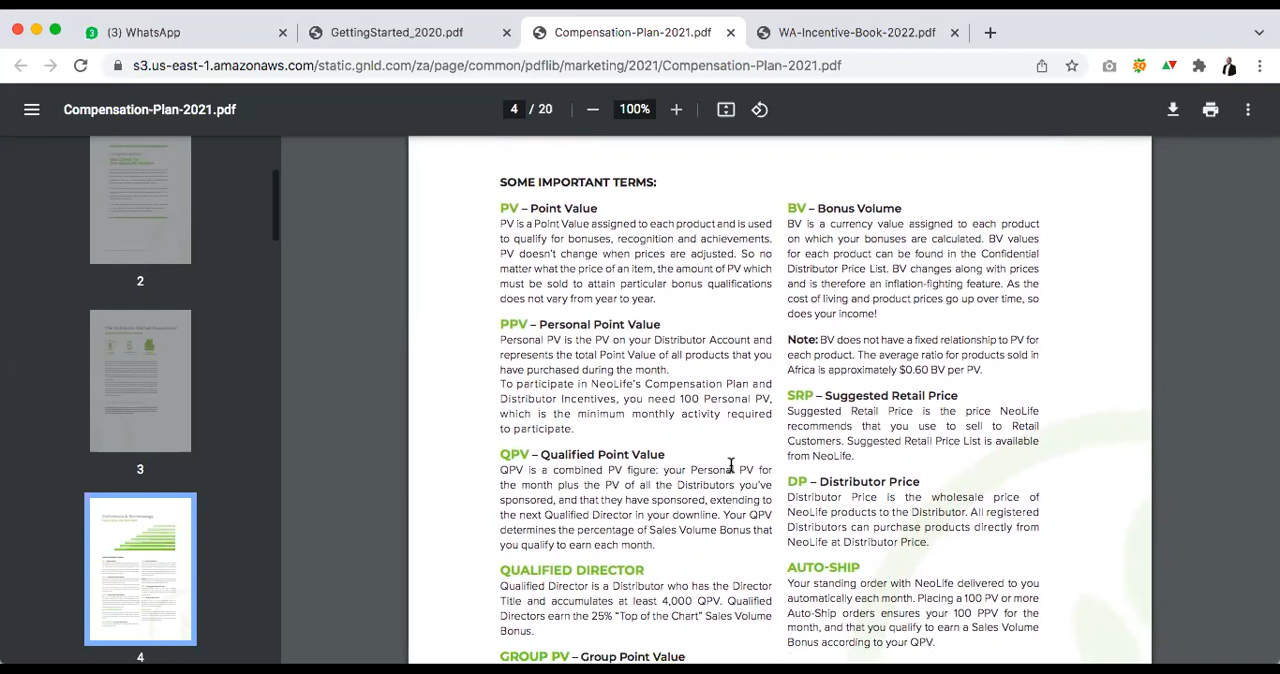 (3) WhatsApp
GettingStarted_2020.pdf
Compensation-Plan-2021.pdf
WA-Incentive-Book-2022.pdf
s3.us-east-1.amazonaws.com/static.gnld.com/za/page/common/pdflib/marketing/2021/Compensation-Plan-2021.pdf
Compensation-Plan-2021.pdf
4 / 20
100%
2
3
4
SOME IMPORTANT TERMS:
PV – Point Value
PV is a Point Value assigned to each product and is used
to qualify for bonuses, recognition and achievements.
PV doesn't change when prices are adjusted. So no
matter what the price of an item, the amount of PV which
must be sold to attain particular bonus qualifications
does not vary from year to year.
PPV – Personal Point Value
Personal PV is the PV on your Distributor Account and
represents the total Point Value of all products that you
have purchased during the month.
To participate in NeoLife's Compensation Plan and
Distributor Incentives, you need 100 Personal PV,
which is the minimum monthly activity required
to participate.
QPV – Qualified Point Value
QPV is a combined PV figure: your Personal PV for
the month plus the PV of all the Distributors you've
sponsored, and that they have sponsored, extending to
the next Qualified Director in your downline. Your QPV
determines the percentage of Sales Volume Bonus that
you qualify to earn each month.
QUALIFIED DIRECTOR
Qualified Director is a Distributor who has the Director
Title and accumulates at least 4,000 QPV. Qualified
Directors earn the 25% "Top of the Chart" Sales Volume
Bonus.
GROUP PV – Group Point Value
BV – Bonus Volume
BV is a currency value assigned to each product
on which your bonuses are calculated. BV values
for each product can be found in the Confidential
Distributor Price List. BV changes along with prices
and is therefore an inflation-fighting feature. As the
cost of living and product prices go up over time, so
does your income!
Note: BV does not have a fixed relationship to PV for
each product. The average ratio for products sold in
Africa is approximately $0.60 BV per PV.
SRP – Suggested Retail Price
Suggested Retail Price is the price NeoLife
recommends that you use to sell to Retail
Customers. Suggested Retail Price List is available
from NeoLife.
DP – Distributor Price
Distributor Price is the wholesale price of
NeoLife products to the Distributor. All registered
Distributors can purchase products directly from
NeoLife at Distributor Price.
AUTO-SHIP
Your standing order with NeoLife delivered to you
automatically each month. Placing a 100 PV or more
Auto-Ship orders ensures your 100 PPV for the
month, and that you qualify to earn a Sales Volume
Bonus according to your QPV.